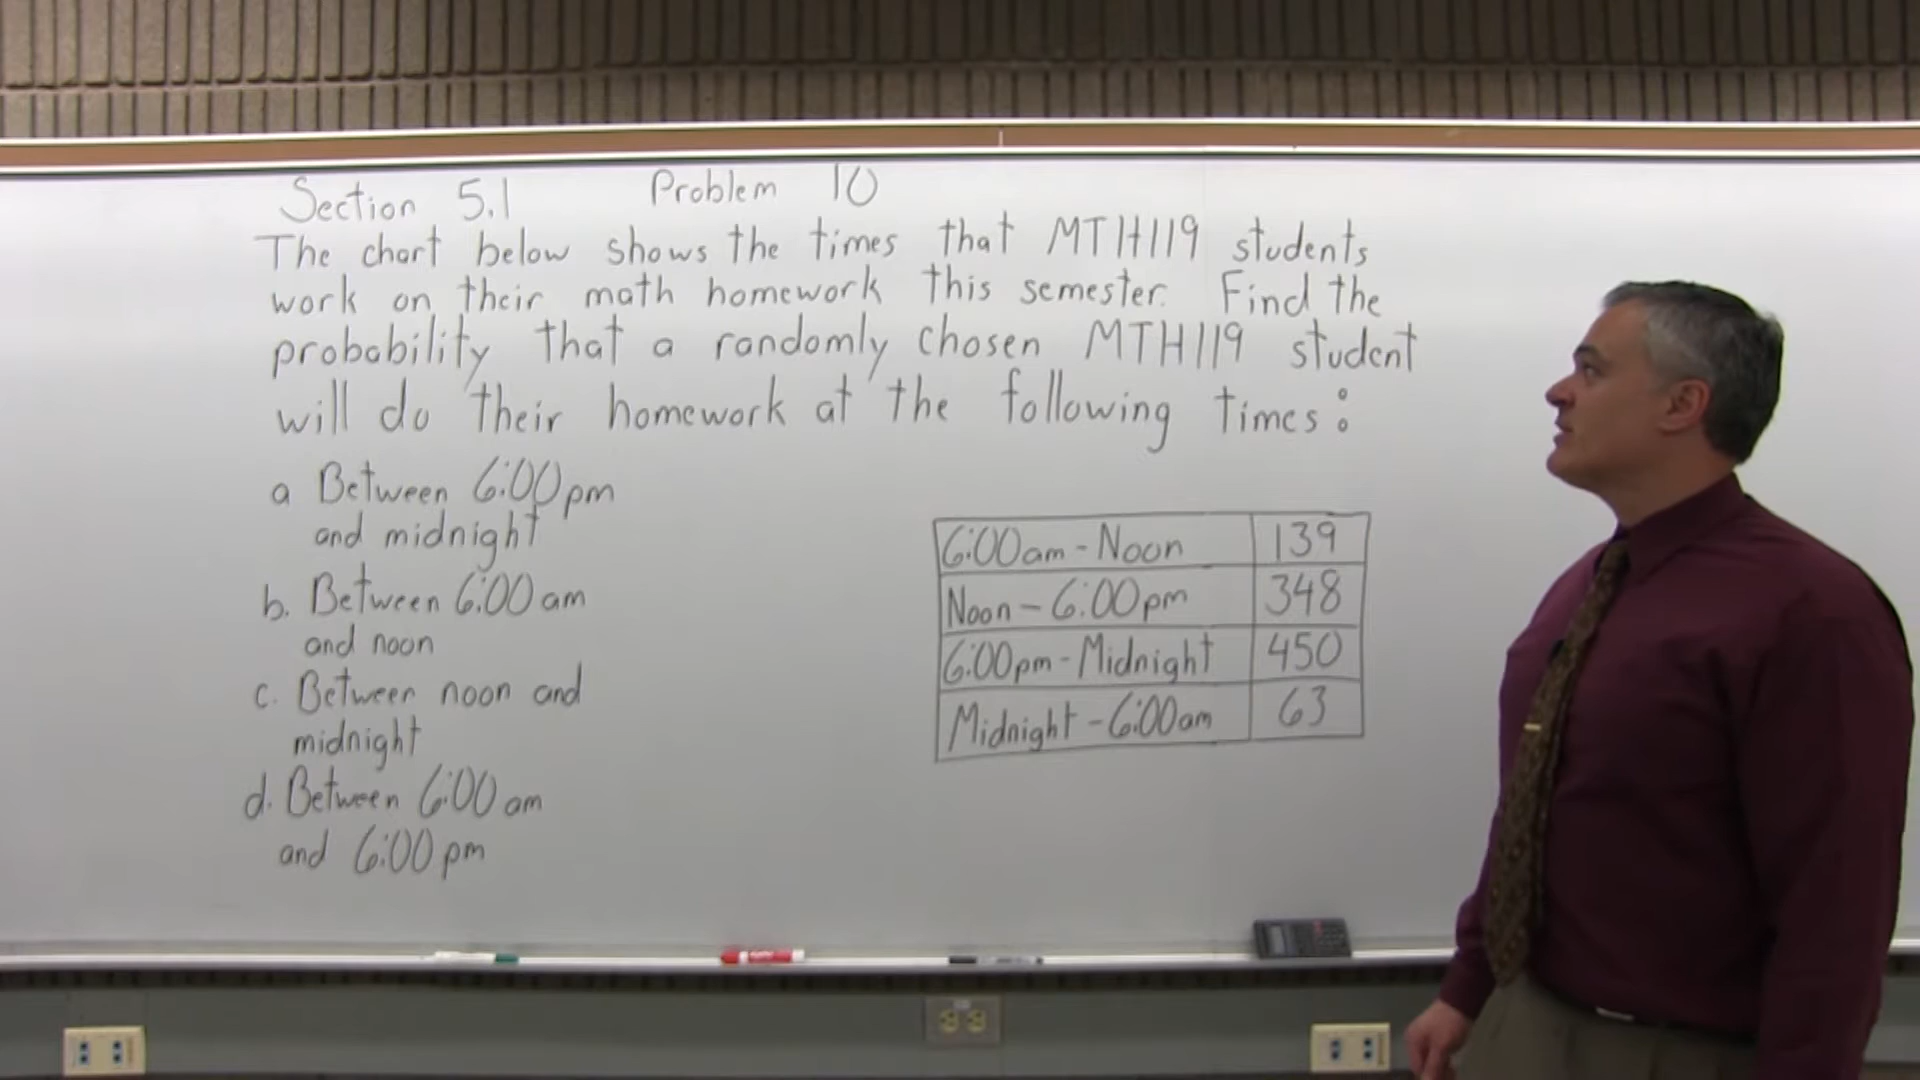 Section 5.1 Problem 10
The chart below shows the times that MTH119 students
work on their math homework this semester. Find the
probability that a randomly chosen MTH119 student
will do their homework at the following times:
a Between 6:00pm
and midnight
b. Between 6:00 am
and noon
c. Between noon and
midnight
d. Between 6:00 am
and 6:00 pm
6:00am - Noon 139
Noon - 6:00pm 348
6:00pm - Midnight 450
Midnight - 6:00am 63